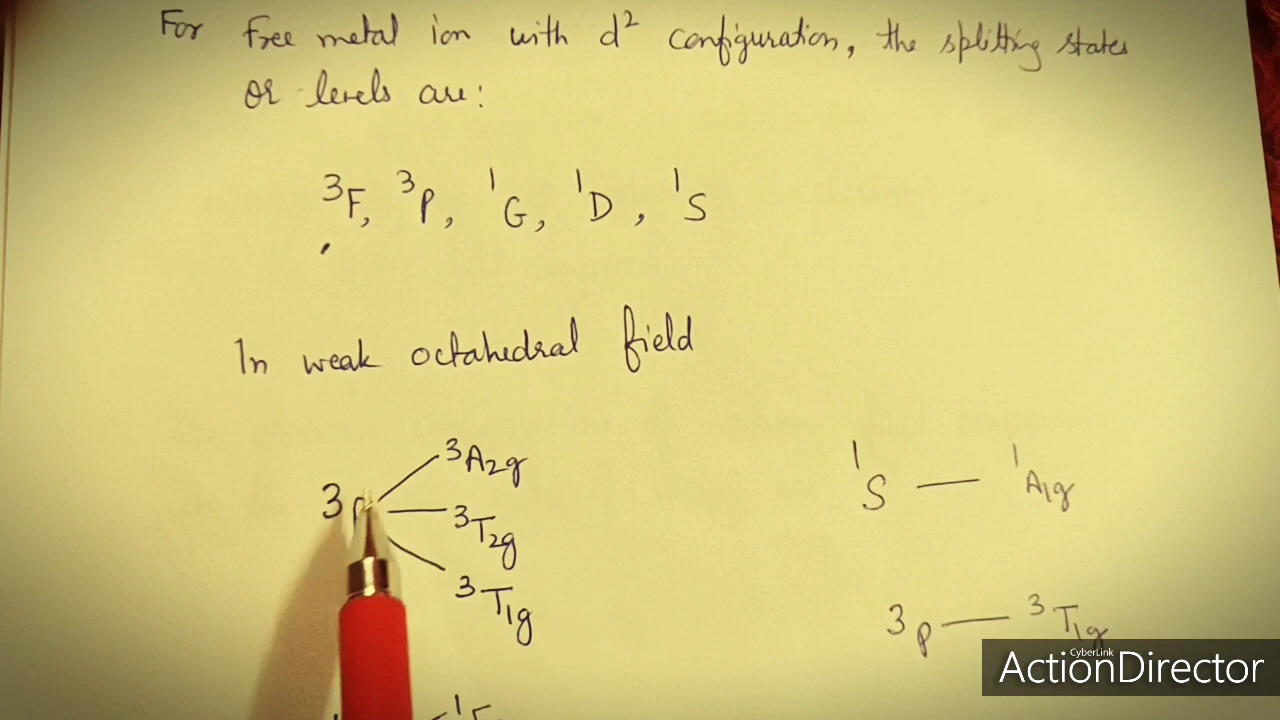 For free metal ion with d² configuration, the splitting states
or levels are:
³F, ³P, ¹G, ¹D, ¹S
In weak octahedral field
³A₂g
³T₂g
³T₁g
¹S — ¹A₁g
³P — ³T₁g
CyberLink
ActionDirector